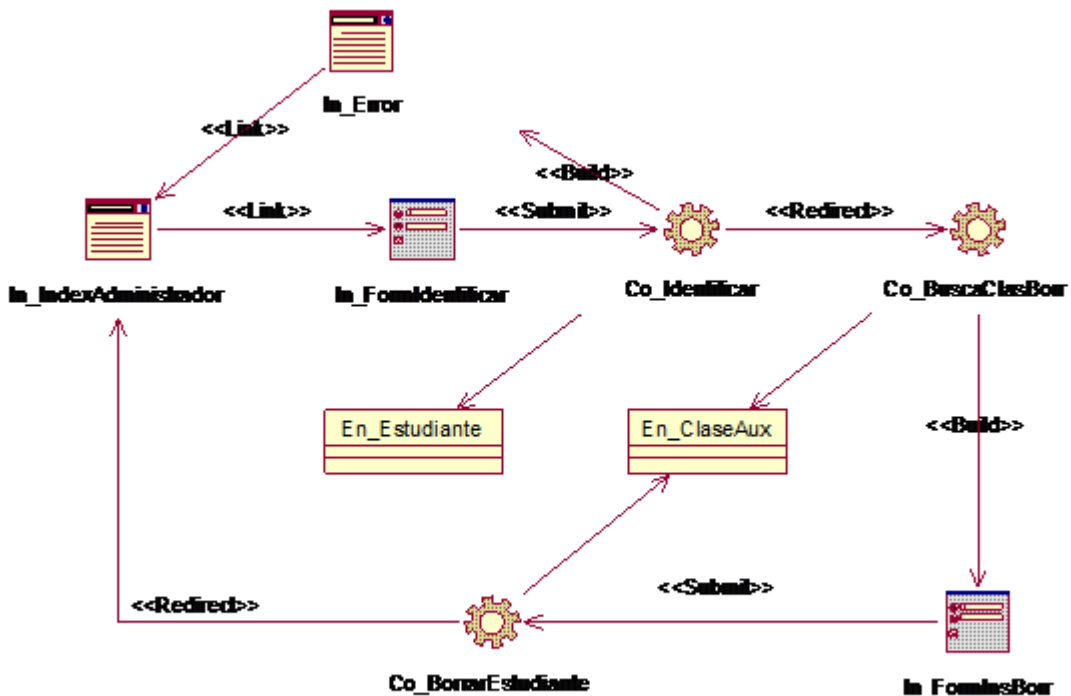 In_Error
<<Link>>
<<Build>>
<<Link>>
<<Submit>>
<<Redirect>>
In_IndexAdministrador
In_FormIdentificar
Co_Identificar
Co_BuscaClasBorr
En_Estudiante
En_ClaseAux
<<Build>>
<<Submit>>
<<Redirect>>
Co_BorrarEstudiante
In_FormInsBorr